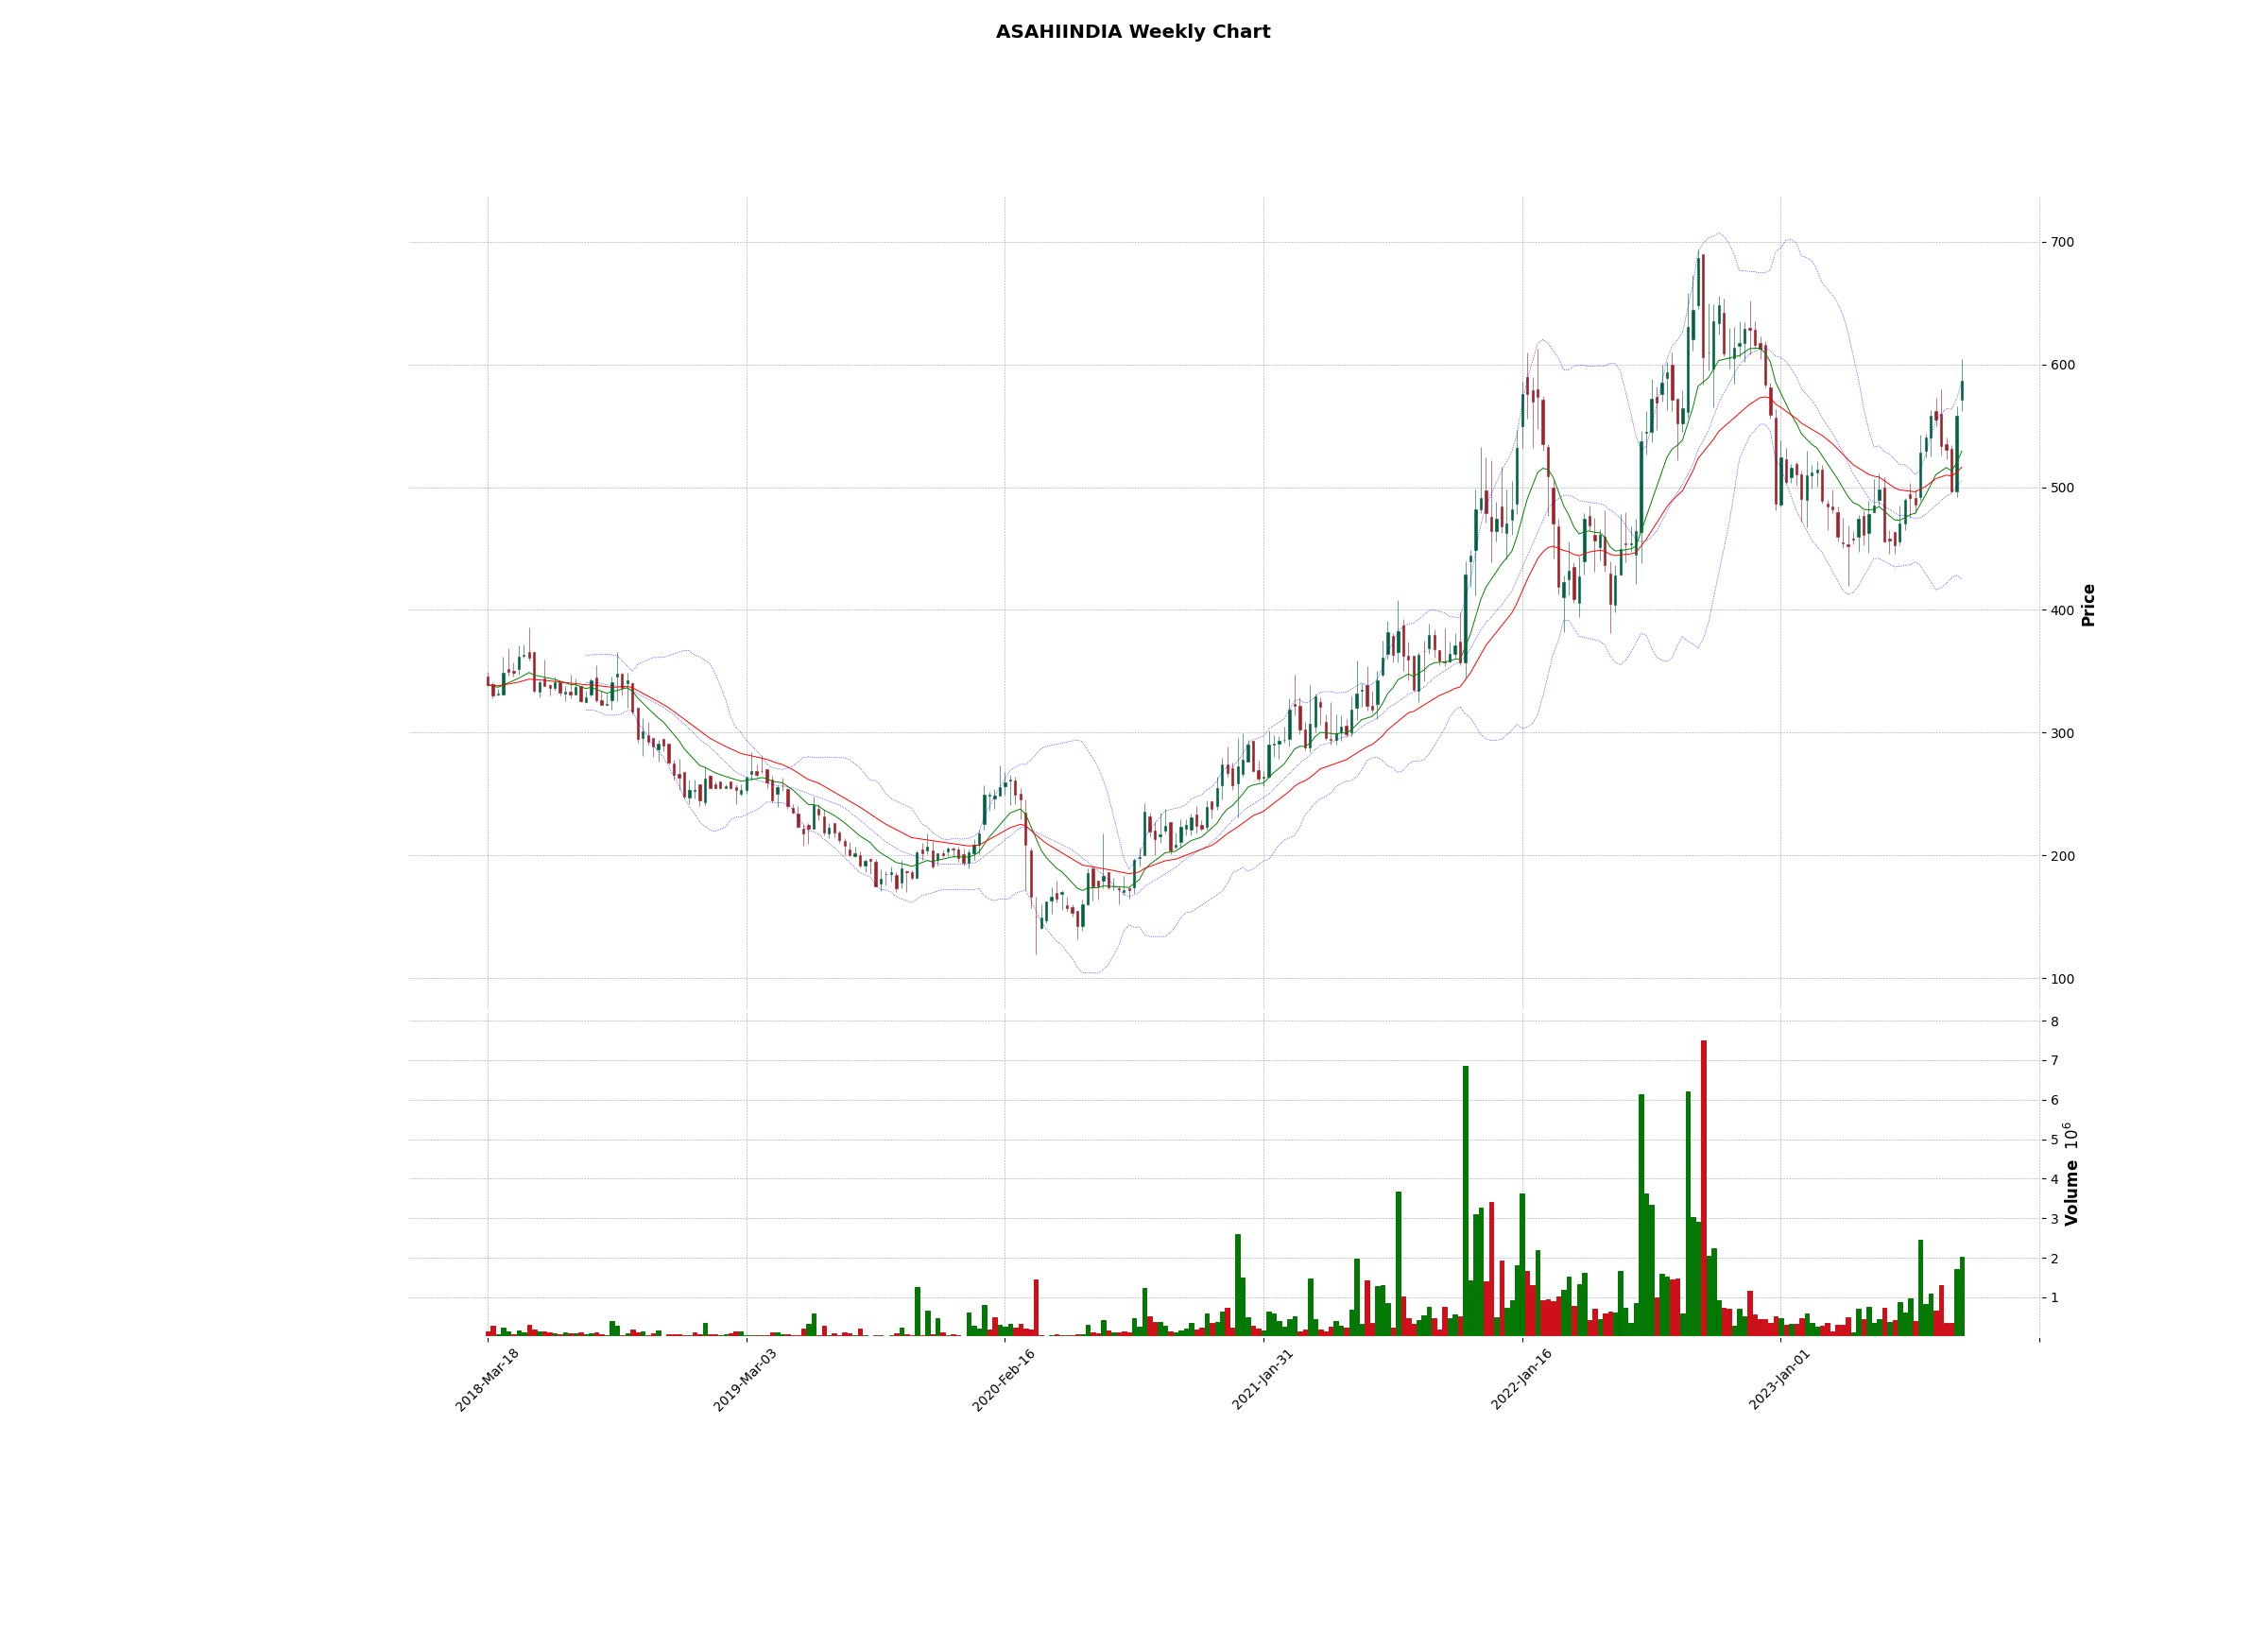 ASAHIINDIA Weekly Chart
700
600
500
400
300
200
100
Price
8
7
6
5
4
3
2
1
Volume 10^6
2018-Mar-18
2019-Mar-03
2020-Feb-16
2021-Jan-31
2022-Jan-16
2023-Jan-01